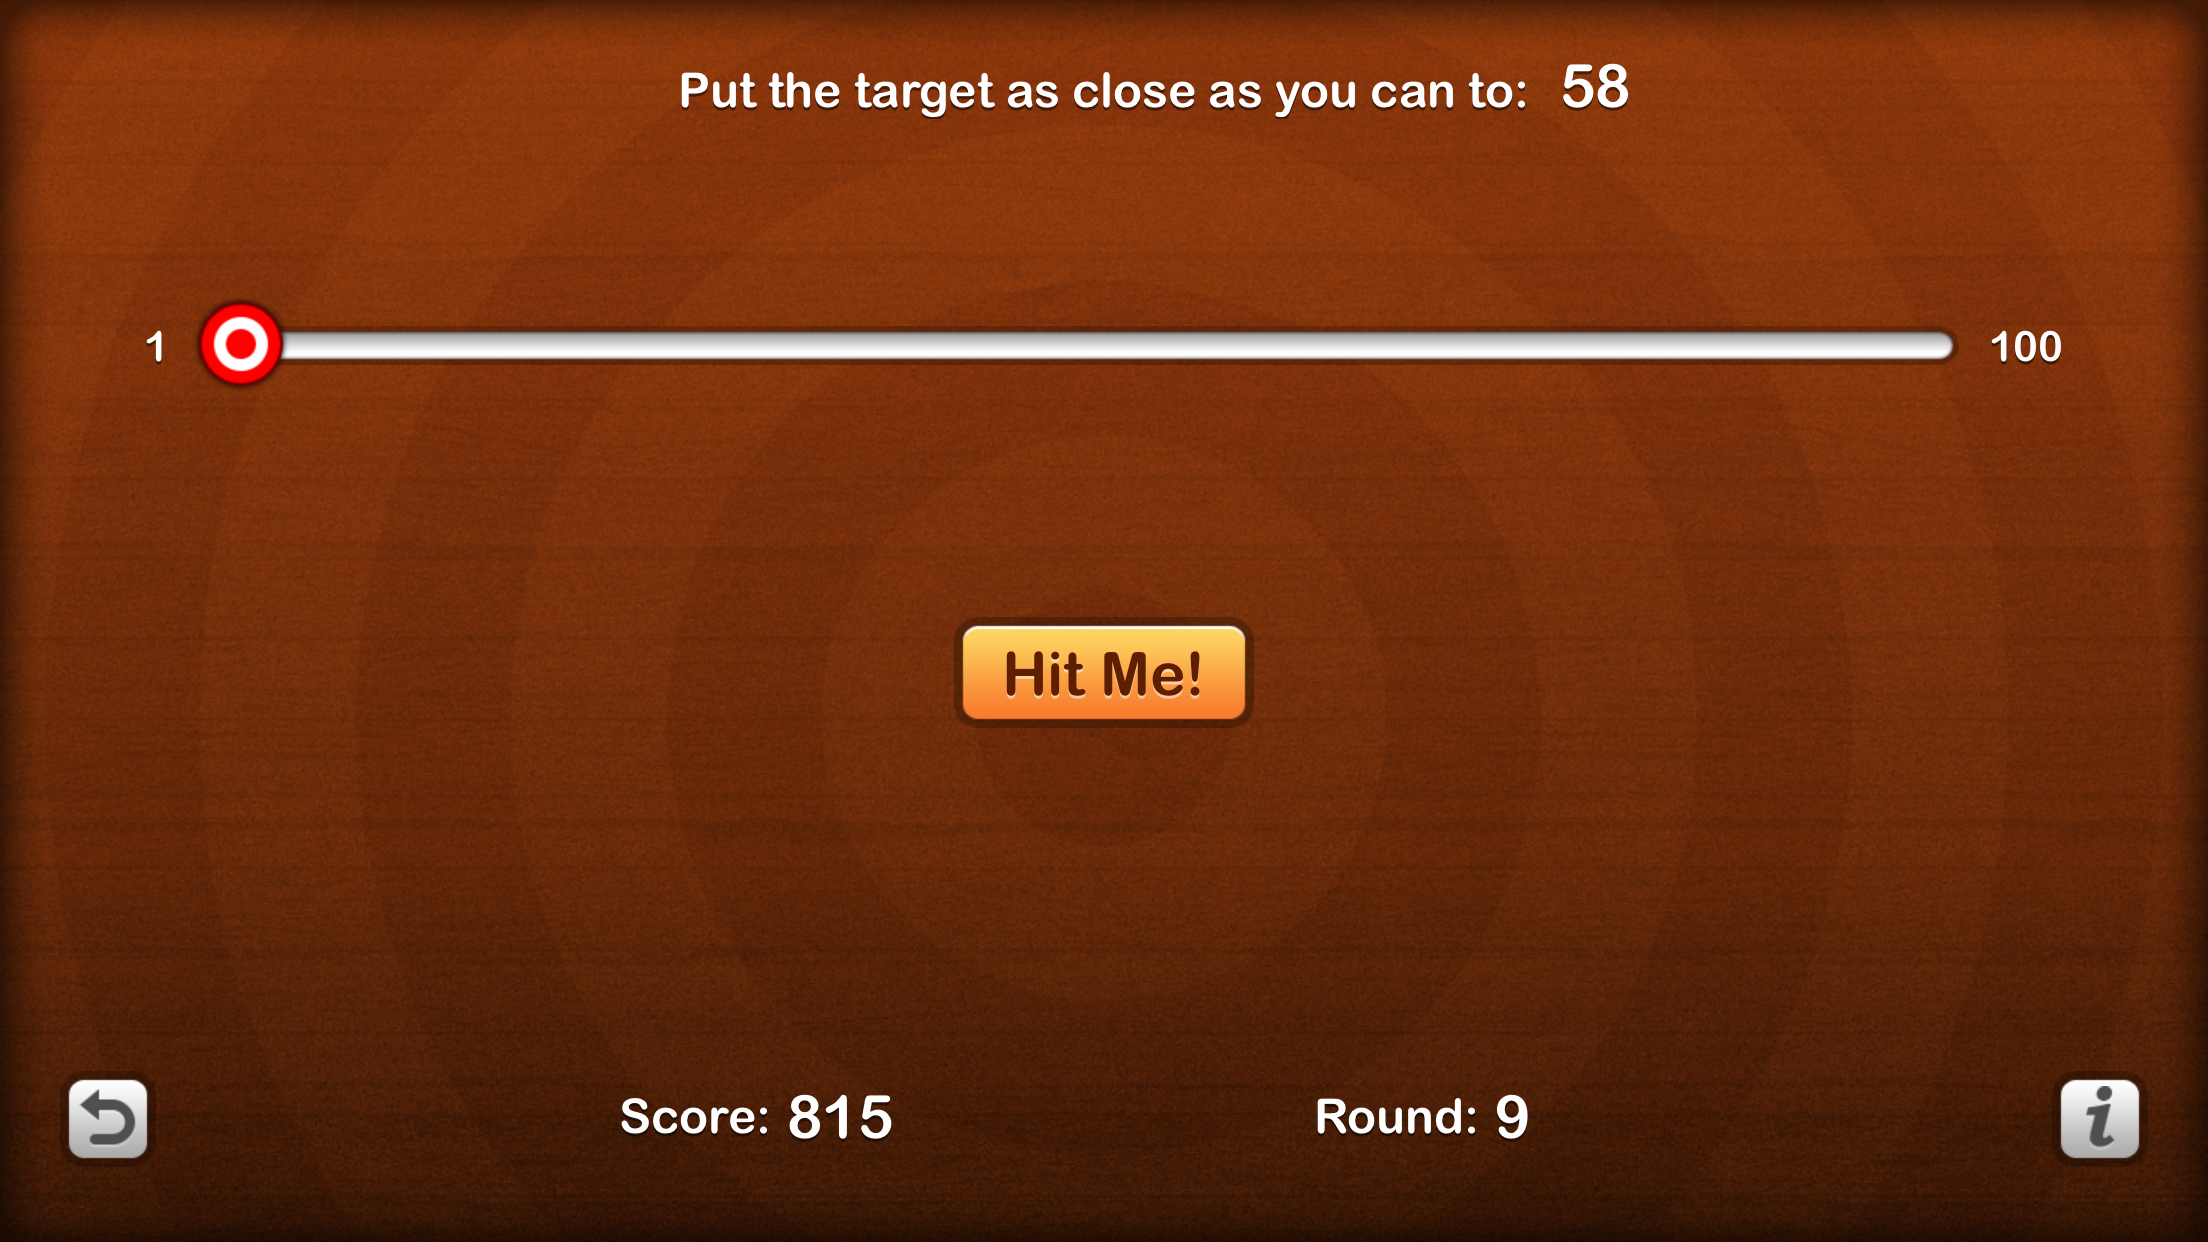 Put the target as close as you can to: 58
1 100
Hit Me!
Score: 815 Round: 9
i